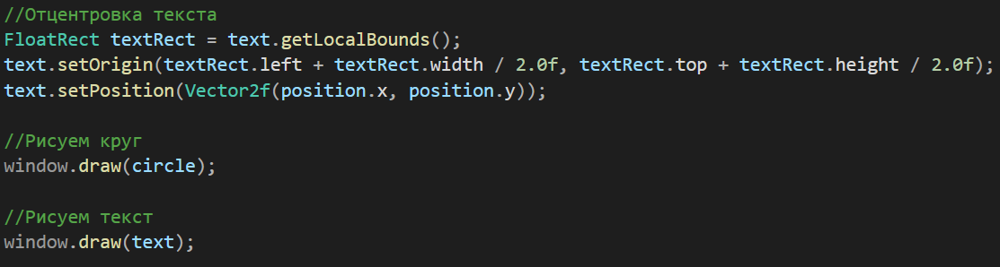 //Отцентровка текста
FloatRect textRect = text.getLocalBounds();
text.setOrigin(textRect.left + textRect.width / 2.0f, textRect.top + textRect.height / 2.0f);
text.setPosition(Vector2f(position.x, position.y));
//Рисуем круг
window.draw(circle);
//Рисуем текст
window.draw(text);